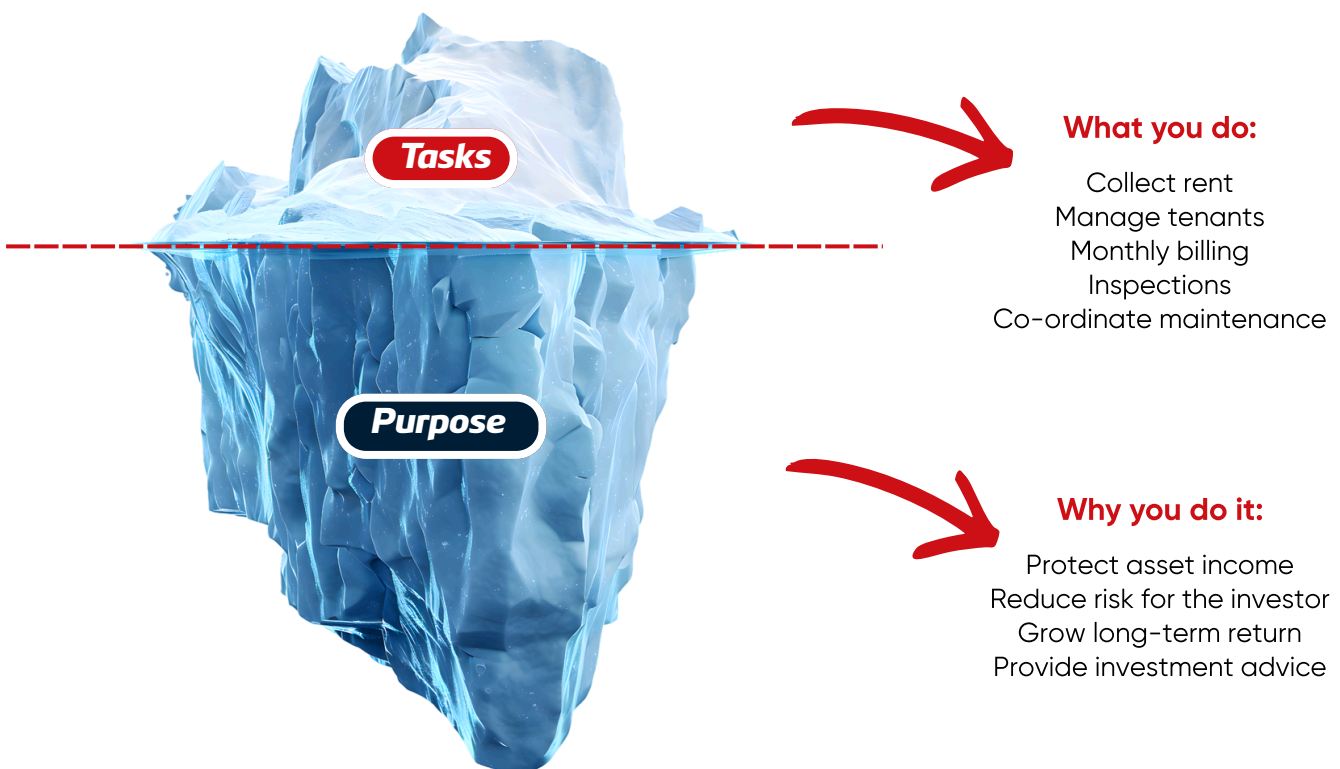 Tasks
What you do:
Collect rent
Manage tenants
Monthly billing
Inspections
Co-ordinate maintenance
Purpose
Why you do it:
Protect asset income
Reduce risk for the investor
Grow long-term return
Provide investment advice